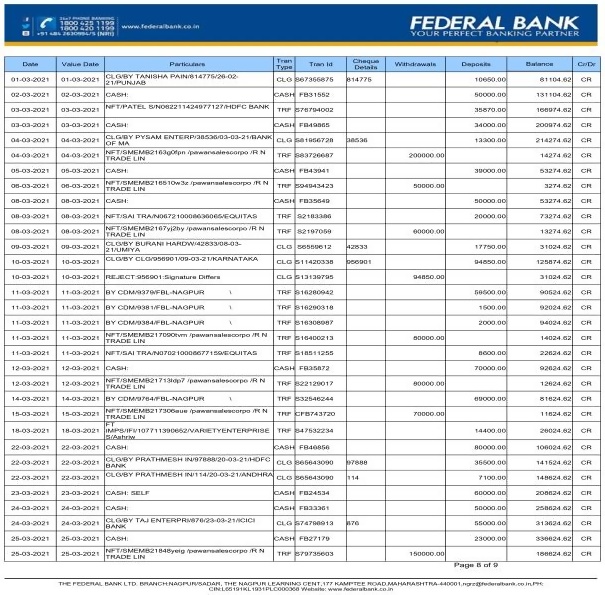 24x7 PHONE BANKING
1800 425 1199
1800 420 1199
+91 484 2630994/5 (NRI)
www.federalbank.co.in
FEDERAL BANK
YOUR PERFECT BANKING PARTNER
Date Value Date Particulars Tran Type Tran Id Cheque Details Withdrawals Deposits Balance Cr/Dr
01-03-2021 01-03-2021 CLG/BY TANISHA PAIN/814775/26-02- CLG S67355875 814775 10650.00 81104.62 CR
21/PUNJAB
02-03-2021 02-03-2021 CASH: CASH FB31552 50000.00 131104.62 CR
03-03-2021 03-03-2021 NFT/PATEL S/N062211424977127/HDFC BANK TRF S76794002 35870.00 166974.62 CR
03-03-2021 03-03-2021 CASH: CASH FB49865 34000.00 200974.62 CR
04-03-2021 04-03-2021 CLG/BY PYSAM ENTERP/38536/03-03-21/BANK CLG S81956728 38536 13300.00 214274.62 CR
OF MA
04-03-2021 04-03-2021 NFT/SMEMB2163g0fpn /pawansalescorpo /R N TRF S83726687 200000.00 14274.62 CR
TRADE LIN
05-03-2021 05-03-2021 CASH: CASH FB43941 39000.00 53274.62 CR
06-03-2021 06-03-2021 NFT/SMEMB216510w3z /pawansalescorpo /R N TRF S94943423 50000.00 3274.62 CR
TRADE LIN
08-03-2021 08-03-2021 CASH: CASH FB35649 50000.00 53274.62 CR
08-03-2021 08-03-2021 NFT/SAI TRA/N067210008636065/EQUITAS TRF S2183386 20000.00 73274.62 CR
08-03-2021 08-03-2021 NFT/SMEMB2167yj2by /pawansalescorpo /R N TRF S2197059 60000.00 13274.62 CR
TRADE LIN
09-03-2021 09-03-2021 CLG/BY BURANI HARDW/42833/08-03- CLG S6559612 42833 17750.00 31024.62 CR
21/UMIYA
10-03-2021 10-03-2021 CLG/BY CLG/956901/09-03-21/KARNATAKA CLG S11420338 956901 94850.00 125874.62 CR
10-03-2021 10-03-2021 REJECT:956901:Signature Differs CLG S13139795 94850.00 31024.62 CR
11-03-2021 11-03-2021 BY CDM/9379/FBL-NAGPUR \ TRF S16280942 59500.00 90524.62 CR
11-03-2021 11-03-2021 BY CDM/9381/FBL-NAGPUR \ TRF S16290318 1500.00 92024.62 CR
11-03-2021 11-03-2021 BY CDM/9384/FBL-NAGPUR \ TRF S16308987 2000.00 94024.62 CR
11-03-2021 11-03-2021 NFT/SMEMB217090tvm /pawansalescorpo /R N TRF S16400213 80000.00 14024.62 CR
TRADE LIN
11-03-2021 11-03-2021 NFT/SAI TRA/N070210008677159/EQUITAS TRF S18511255 8600.00 22624.62 CR
12-03-2021 12-03-2021 CASH: CASH FB35872 70000.00 92624.62 CR
12-03-2021 12-03-2021 NFT/SMEMB21713fdp7 /pawansalescorpo /R N TRF S22129017 80000.00 12624.62 CR
TRADE LIN
14-03-2021 14-03-2021 BY CDM/9764/FBL-NAGPUR \ TRF S32546244 69000.00 81624.62 CR
15-03-2021 15-03-2021 NFT/SMEMB217306aue /pawansalescorpo /R N TRF CFB743720 70000.00 11624.62 CR
TRADE LIN
18-03-2021 18-03-2021 FT TRF S47532234 14400.00 26024.62 CR
IMPS/IFI/107711390652/VARIETYENTERPRISE
S/Ashriw
22-03-2021 22-03-2021 CASH: CASH FB46856 80000.00 106024.62 CR
22-03-2021 22-03-2021 CLG/BY PRATHMESH IN/97888/20-03-21/HDFC CLG S65643090 97888 35500.00 141524.62 CR
BANK
22-03-2021 22-03-2021 CLG/BY PRATHMESH IN/114/20-03-21/ANDHRA CLG S65643090 114 7100.00 148624.62 CR
23-03-2021 23-03-2021 CASH: SELF CASH FB24534 60000.00 208624.62 CR
24-03-2021 24-03-2021 CASH: CASH FB33361 50000.00 258624.62 CR
24-03-2021 24-03-2021 CLG/BY TAJ ENTERPRI/876/23-03-21/ICICI CLG S74798913 876 55000.00 313624.62 CR
BANK
25-03-2021 25-03-2021 CASH: CASH FB27179 23000.00 336624.62 CR
25-03-2021 25-03-2021 NFT/SMEMB21848yeig /pawansalescorpo /R N TRF S79735603 150000.00 186624.62 CR
TRADE LIN
Page 8 of 9
THE FEDERAL BANK LTD. BRANCH:NAGPUR/SADAR, THE NAGPUR LEARNING CENT,177 KAMPTEE ROAD,MAHARASHTRA-440001,ngrz@federalbank.co.in,PH:
CIN:L65191KL1931PLC000368 Website: www.federalbank.co.in